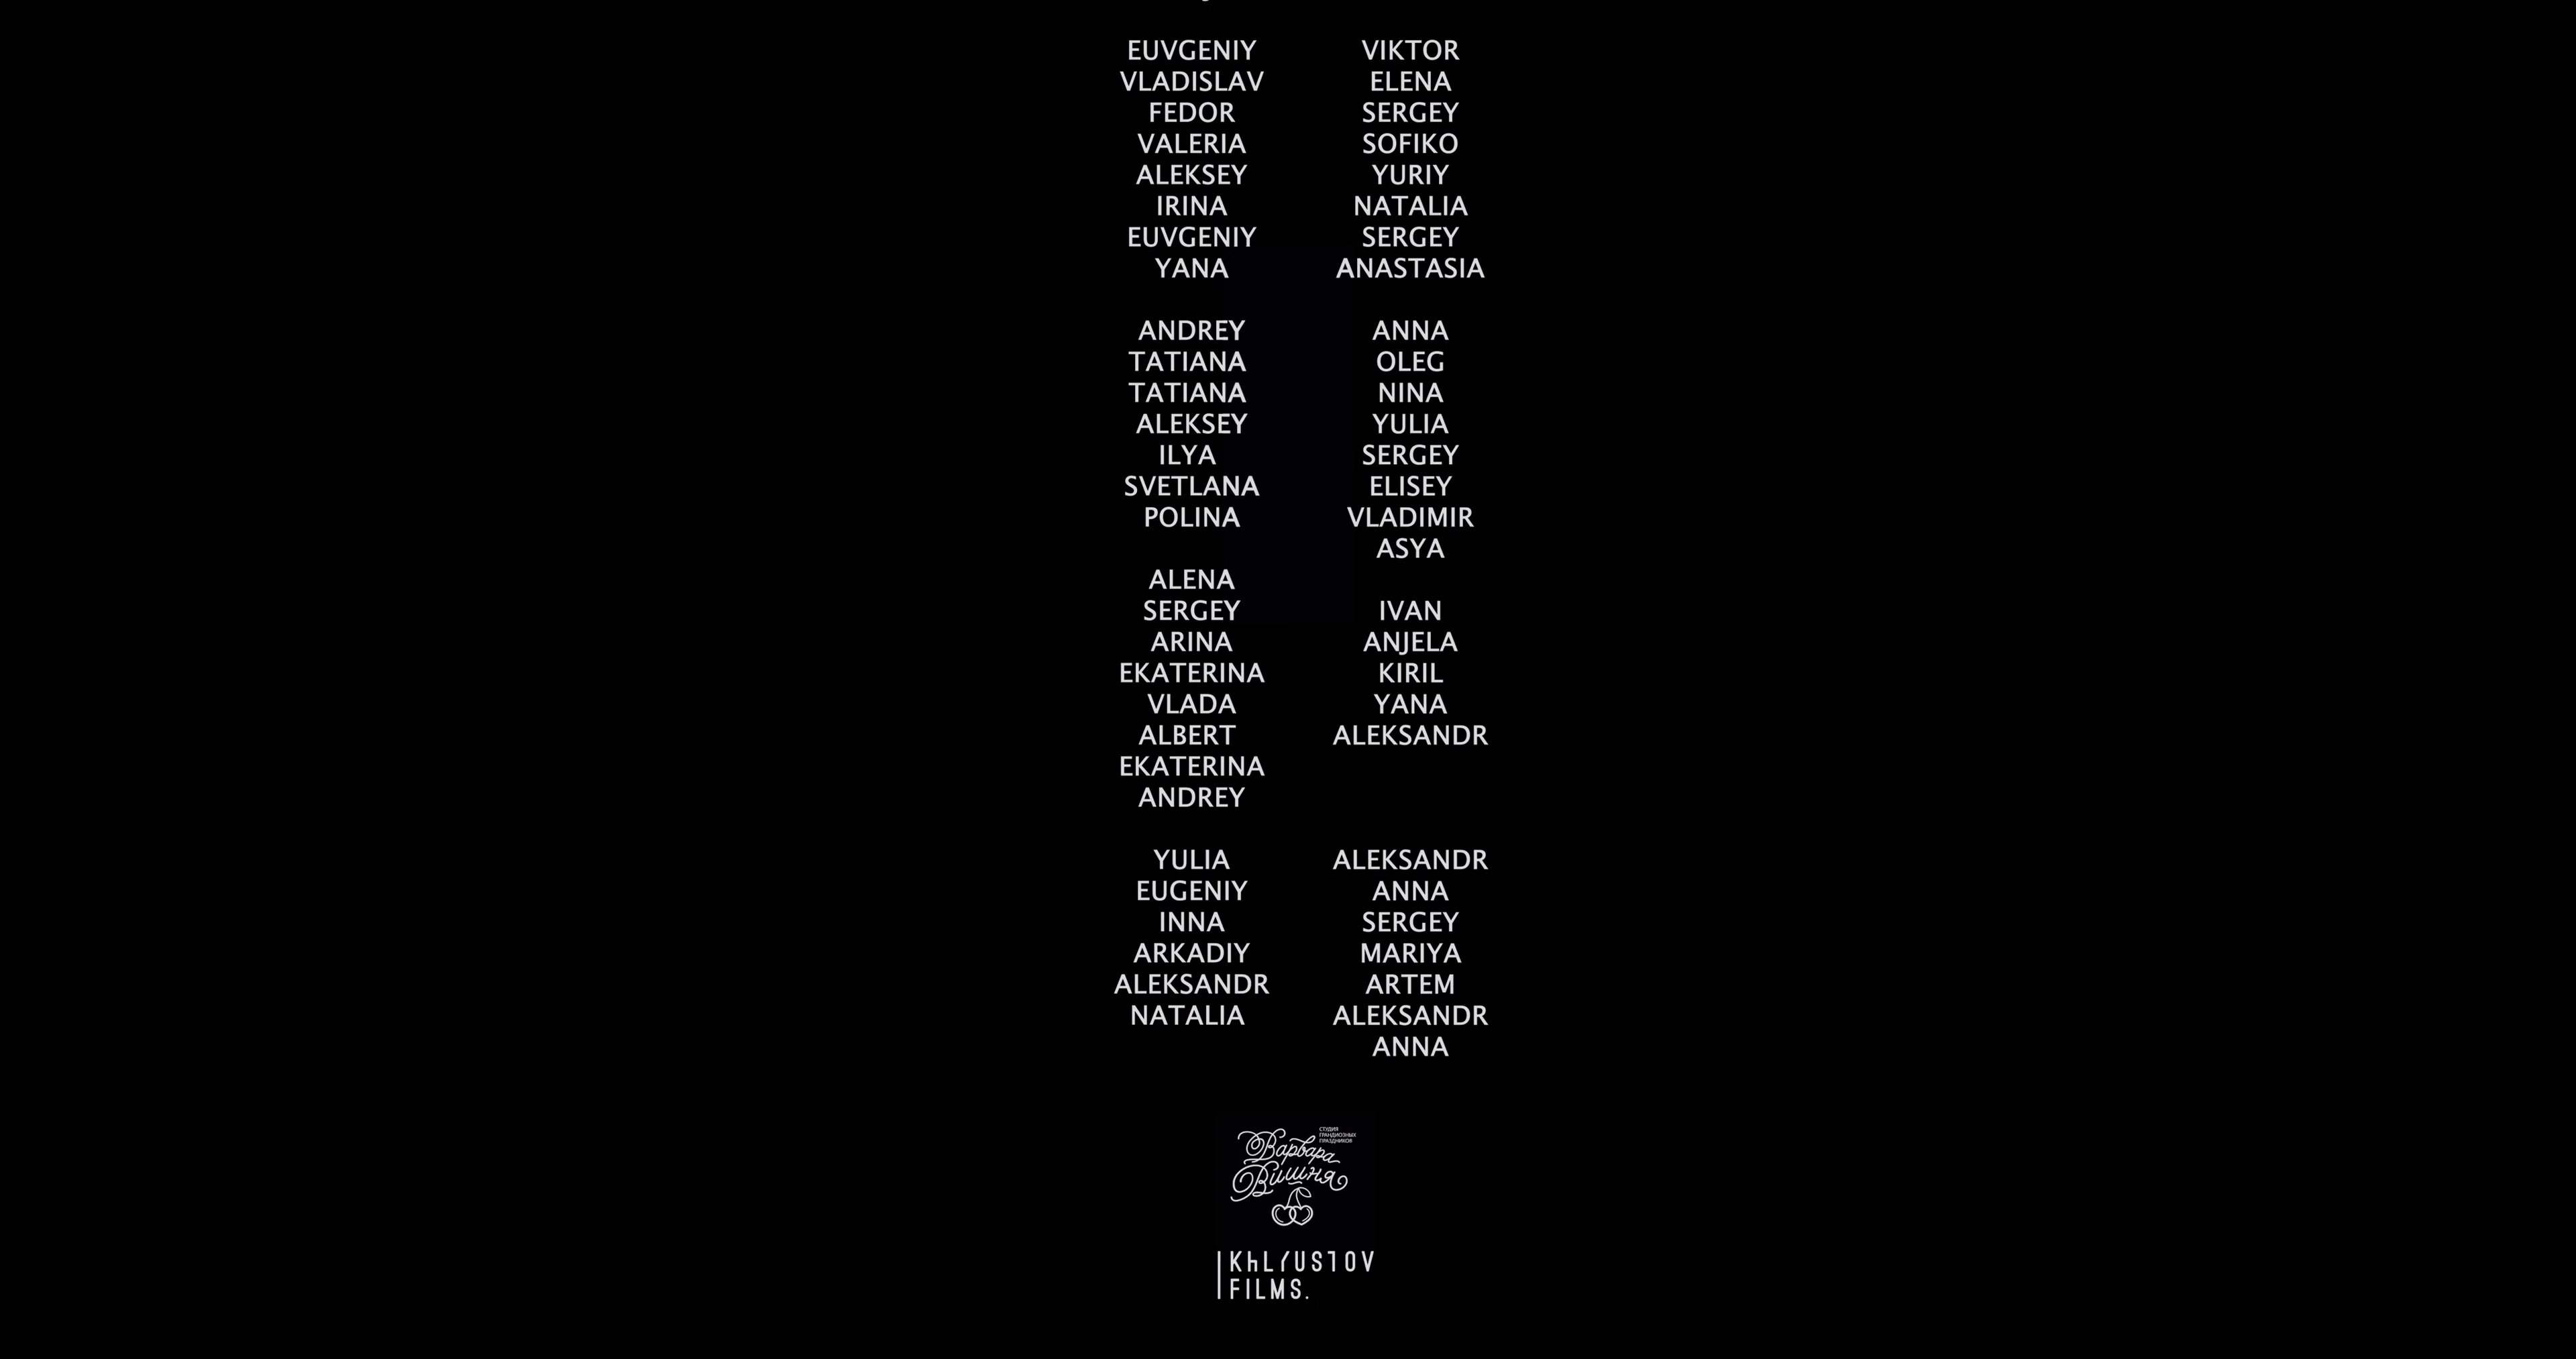 EUVGENIY VIKTOR
VLADISLAV ELENA
FEDOR SERGEY
VALERIA SOFIKO
ALEKSEY YURIY
IRINA NATALIA
EUVGENIY SERGEY
YANA ANASTASIA
ANDREY ANNA
TATIANA OLEG
TATIANA NINA
ALEKSEY YULIA
ILYA SERGEY
SVETLANA ELISEY
POLINA VLADIMIR
ASYA
ALENA
SERGEY IVAN
ARINA ANJELA
EKATERINA KIRIL
VLADA YANA
ALBERT ALEKSANDR
EKATERINA
ANDREY
YULIA ALEKSANDR
EUGENIY ANNA
INNA SERGEY
ARKADIY MARIYA
ALEKSANDR ARTEM
NATALIA ALEKSANDR
ANNA
СТУДИЯ
ГРАНДИОЗНЫХ
ПРАЗДНИКОВ
Варвара
Вишня
KhLYUSTOV
FILMS.